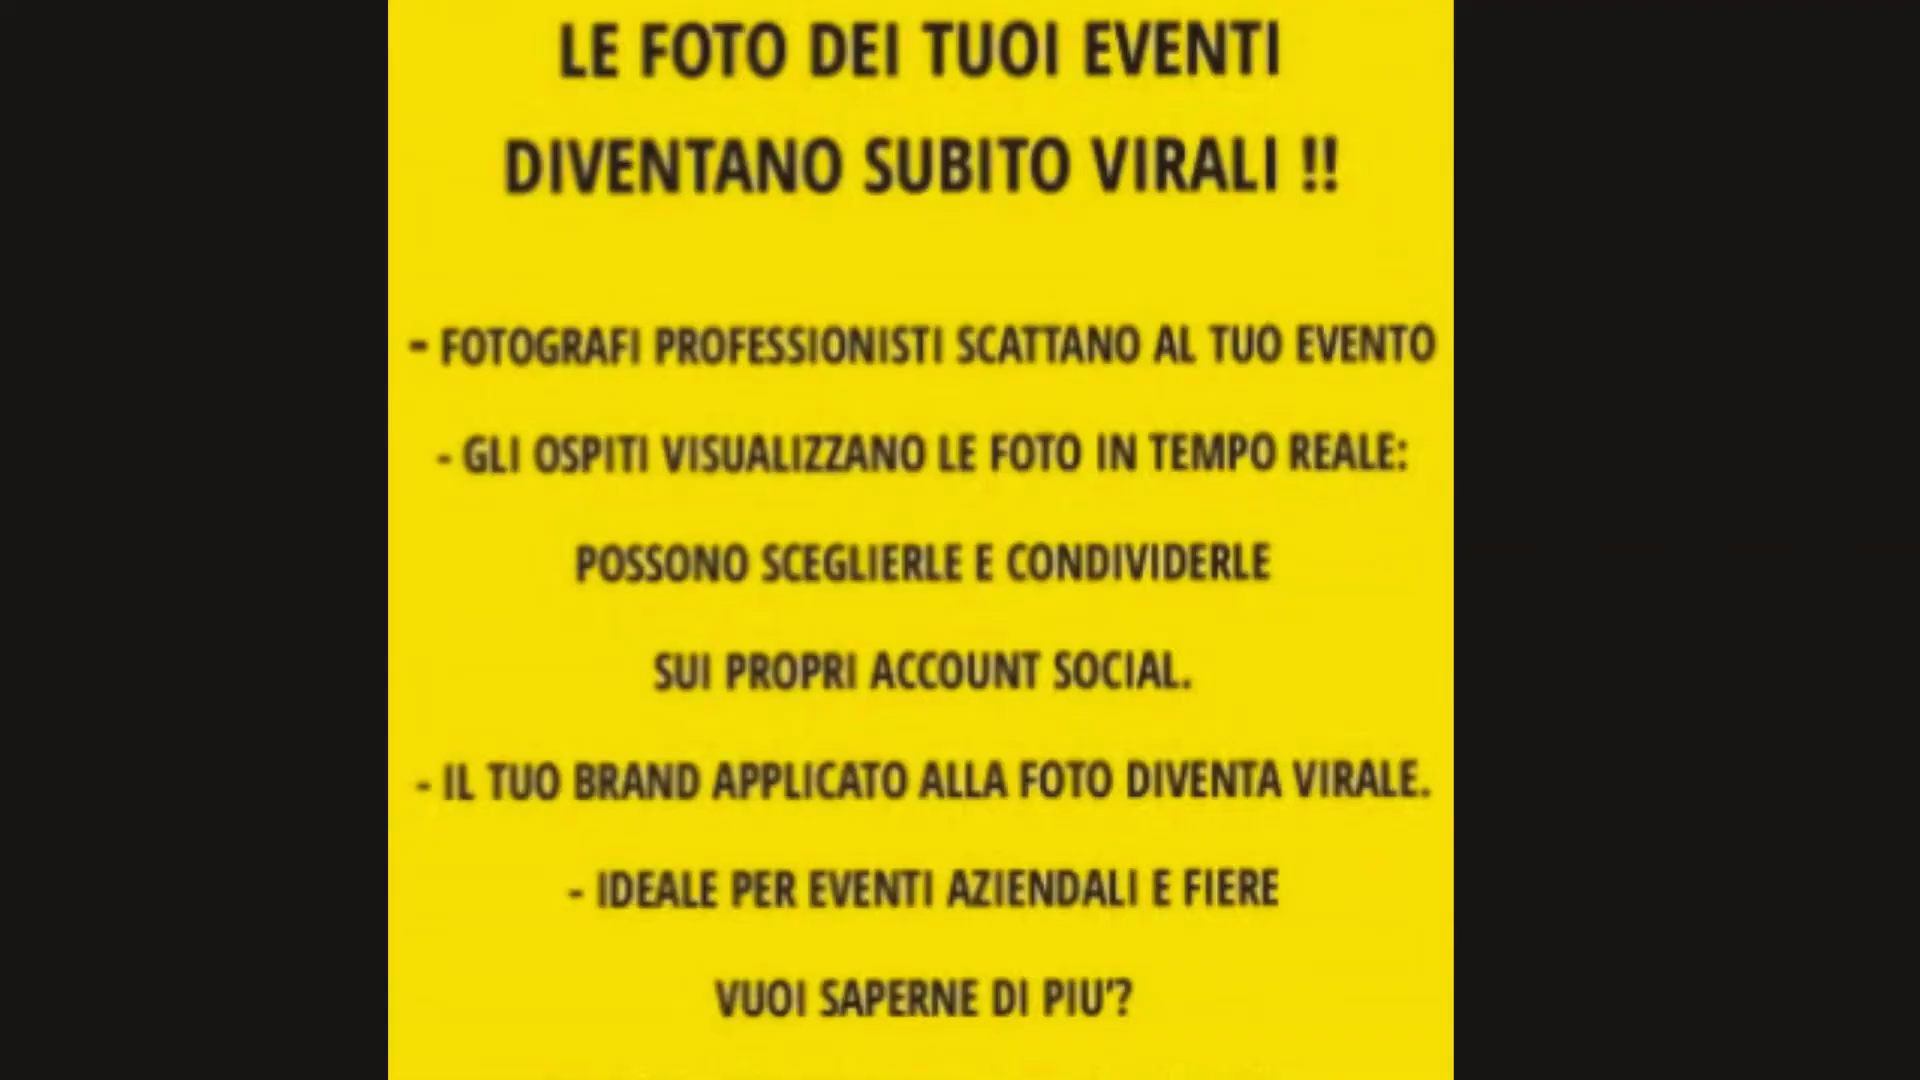 LE FOTO DEI TUOI EVENTI
DIVENTANO SUBITO VIRALI !!
- FOTOGRAFI PROFESSIONISTI SCATTANO AL TUO EVENTO
- GLI OSPITI VISUALIZZANO LE FOTO IN TEMPO REALE:
POSSONO SCEGLIERLE E CONDIVIDERLE
SUI PROPRI ACCOUNT SOCIAL.
- IL TUO BRAND APPLICATO ALLA FOTO DIVENTA VIRALE.
- IDEALE PER EVENTI AZIENDALI E FIERE
VUOI SAPERNE DI PIU'?